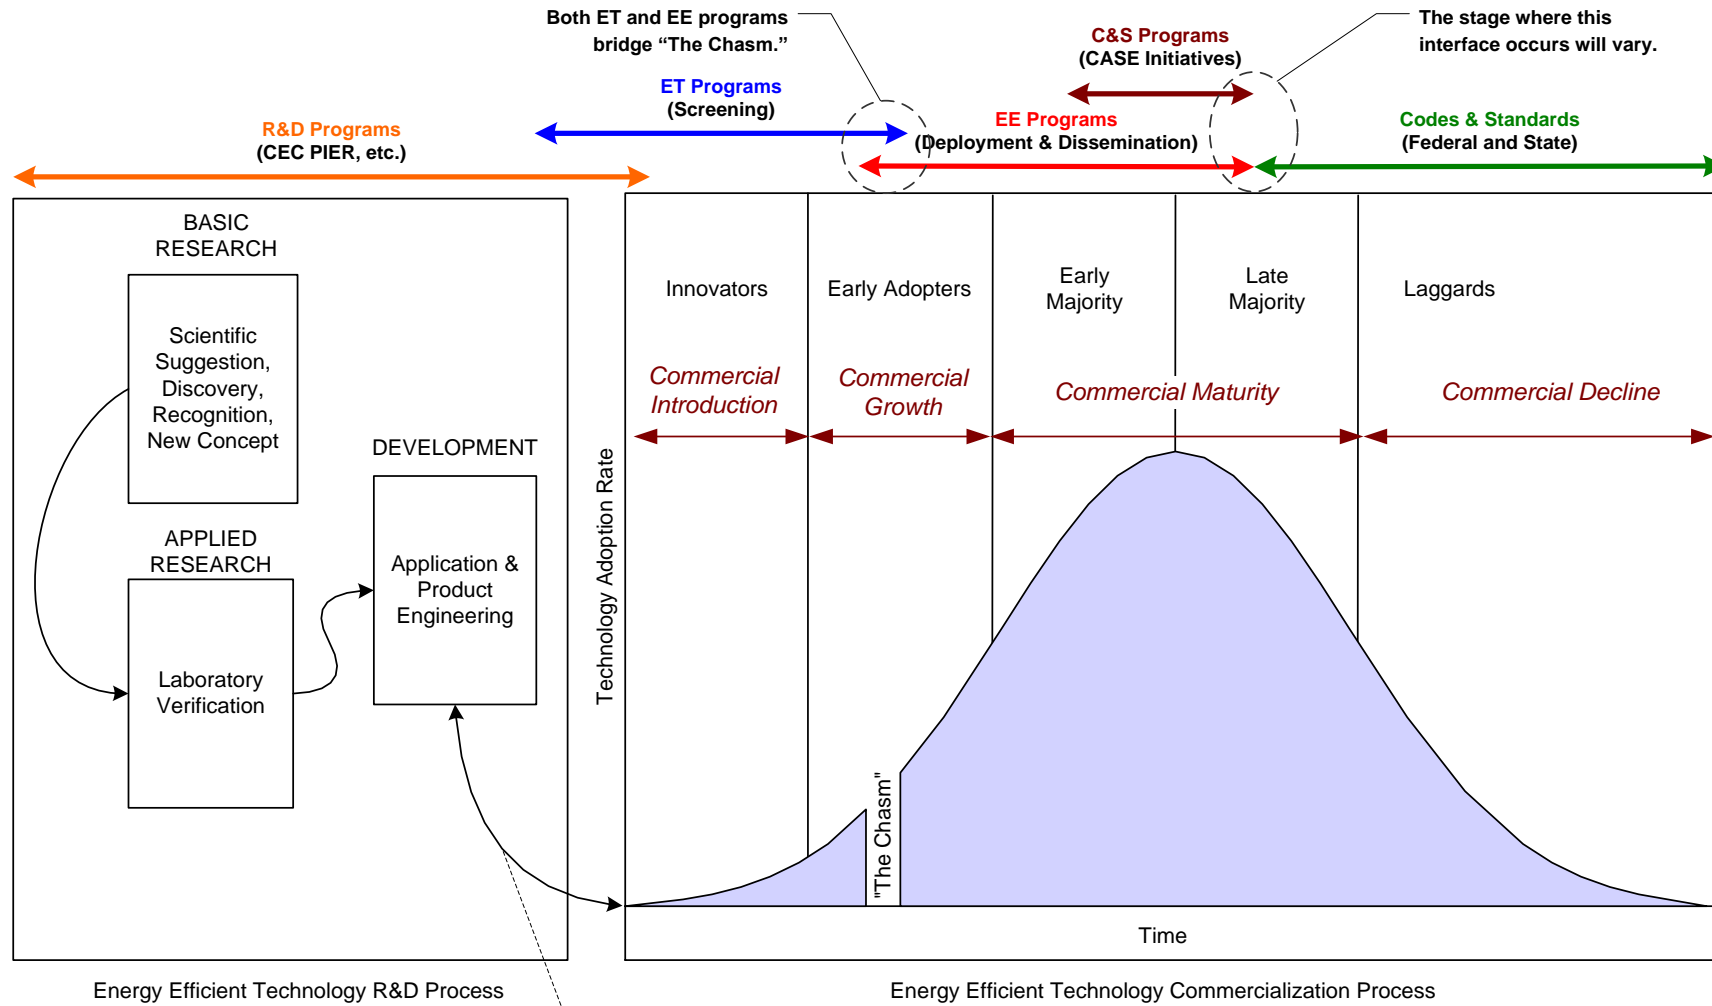 Both ET and EE programs
bridge “The Chasm.”
C&S Programs
(CASE Initiatives)
The stage where this
interface occurs will vary.
ET Programs
(Screening)
R&D Programs
(CEC PIER, etc.)
EE Programs
(Deployment & Dissemination)
Codes & Standards
(Federal and State)
BASIC
RESEARCH
Scientific
Suggestion,
Discovery,
Recognition,
New Concept
DEVELOPMENT
APPLIED
RESEARCH
Application &
Product
Engineering
Laboratory
Verification
Technology Adoption Rate
Innovators
Early Adopters
Early
Majority
Late
Majority
Laggards
Commercial
Introduction
Commercial
Growth
Commercial Maturity
Commercial Decline
"The Chasm"
Time
Energy Efficient Technology R&D Process
Energy Efficient Technology Commercialization Process